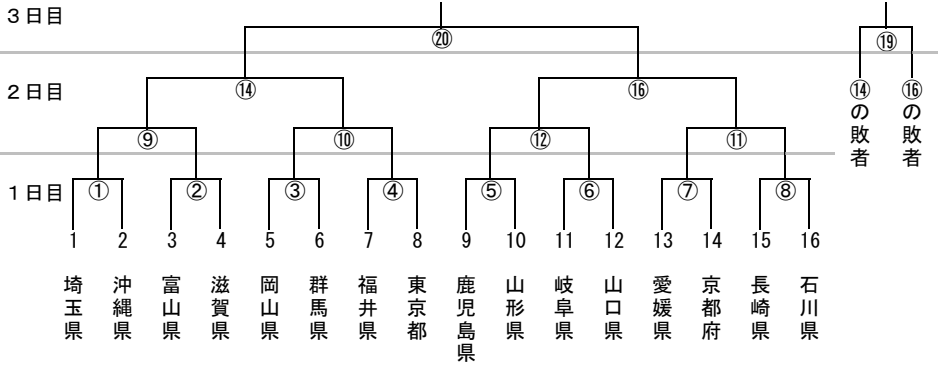 3日目
⑳
⑲
2日目
⑭
⑯
⑭の敗者
⑯の敗者
⑨
⑩
⑫
⑪
1日目
①
②
③
④
⑤
⑥
⑦
⑧
1 2 3 4 5 6 7 8 9 10 11 12 13 14 15 16
埼玉県
沖縄県
富山県
滋賀県
岡山県
群馬県
福井県
東京都
鹿児島県
山形県
岐阜県
山口県
愛媛県
京都府
長崎県
石川県